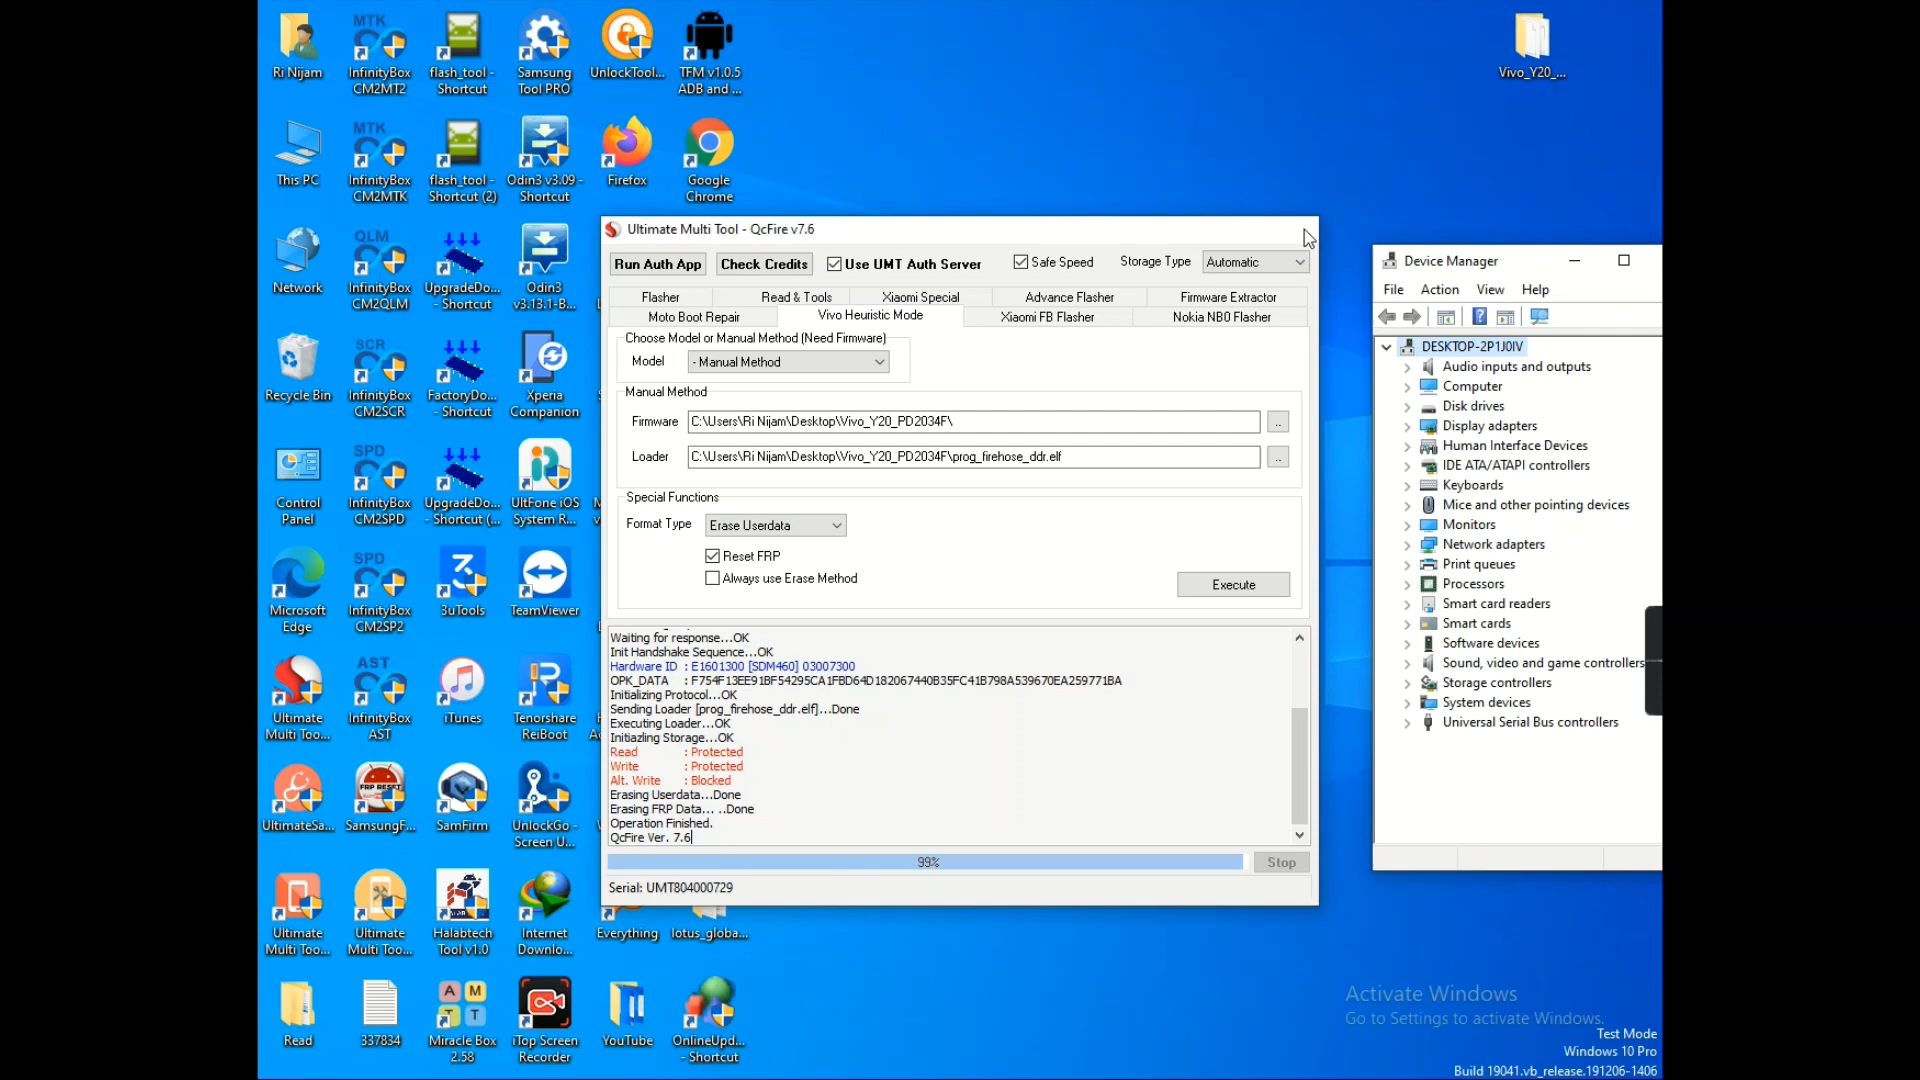 Ri Nijam
MTK
InfinityBox
CM2MT2
flash_tool -
Shortcut
Samsung
Tool PRO
UnlockTool...
TFM v1.0.5
ADB and ...
Vivo_Y20_...
This PC
MTK
InfinityBox
CM2MTK
flash_tool -
Shortcut (2)
Odin3 v3.09 -
Shortcut
Firefox
Google
Chrome
Network
QLM
InfinityBox
CM2QLM
UpgradeDo...
- Shortcut
Odin3
v3.13.1-B...
Recycle Bin
SCR
InfinityBox
CM2SCR
FactoryDo...
- Shortcut
Xperia
Companion
Control
Panel
SPD
InfinityBox
CM2SPD
UpgradeDo...
- Shortcut (...
UltFone iOS
System R...
Microsoft
Edge
SPD
InfinityBox
CM2SP2
3uTools
TeamViewer
Ultimate
Multi Too...
AST
InfinityBox
AST
iTunes
Tenorshare
ReiBoot
UltimateSa...
FRP RESET
SamsungF...
SamFirm
UnlockGo -
Screen U...
Ultimate
Multi Too...
Ultimate
Multi Too...
Halabtech
Tool v1.0
Internet
Downlo...
Everything
lotus_globa...
Read
337834
A M
T T
Miracle Box
2.58
iTop Screen
Recorder
YouTube
OnlineUpd...
- Shortcut
Ultimate Multi Tool - QcFire v7.6
Run Auth App
Check Credits
Use UMT Auth Server
Safe Speed
Storage Type
Automatic
Flasher
Read & Tools
Xiaomi Special
Advance Flasher
Firmware Extractor
Moto Boot Repair
Vivo Heuristic Mode
Xiaomi FB Flasher
Nokia NB0 Flasher
Choose Model or Manual Method (Need Firmware)
Model
- Manual Method
Manual Method
Firmware
C:\Users\Ri Nijam\Desktop\Vivo_Y20_PD2034F\
..
Loader
C:\Users\Ri Nijam\Desktop\Vivo_Y20_PD2034F\prog_firehose_ddr.elf
..
Special Functions
Format Type
Erase Userdata
Reset FRP
Always use Erase Method
Execute
Waiting for response...OK
Init Handshake Sequence...OK
Hardware ID : E1601300 [SDM460] 03007300
OPK_DATA : F754F13EE91BF54295CA1FBD64D182067440B35FC41B798A539670EA259771BA
Initializing Protocol...OK
Sending Loader [prog_firehose_ddr.elf]...Done
Executing Loader...OK
Initiazling Storage...OK
Read : Protected
Write : Protected
Alt. Write : Blocked
Erasing Userdata...Done
Erasing FRP Data... ..Done
Operation Finished.
QcFire Ver. 7.6
99%
Stop
Serial: UMT804000729
Device Manager
File Action View Help
DESKTOP-2P1J0IV
Audio inputs and outputs
Computer
Disk drives
Display adapters
Human Interface Devices
IDE ATA/ATAPI controllers
Keyboards
Mice and other pointing devices
Monitors
Network adapters
Print queues
Processors
Smart card readers
Smart cards
Software devices
Sound, video and game controllers
Storage controllers
System devices
Universal Serial Bus controllers
Activate Windows
Go to Settings to activate Windows.
Test Mode
Windows 10 Pro
Build 19041.vb_release.191206-1406